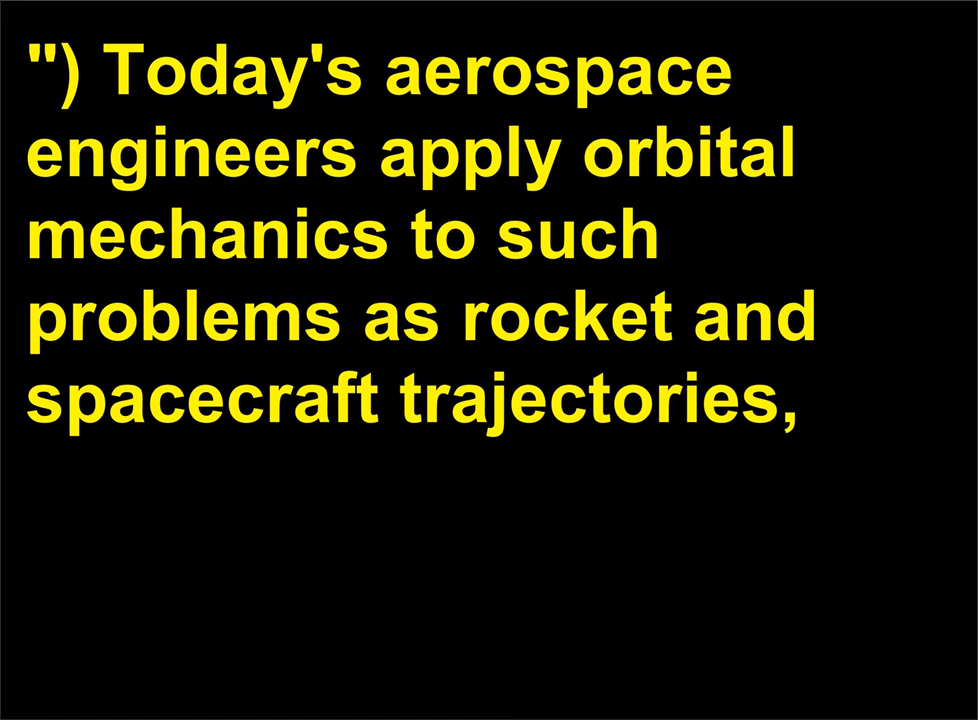 ") Today's aerospace
engineers apply orbital
mechanics to such
problems as rocket and
spacecraft trajectories,